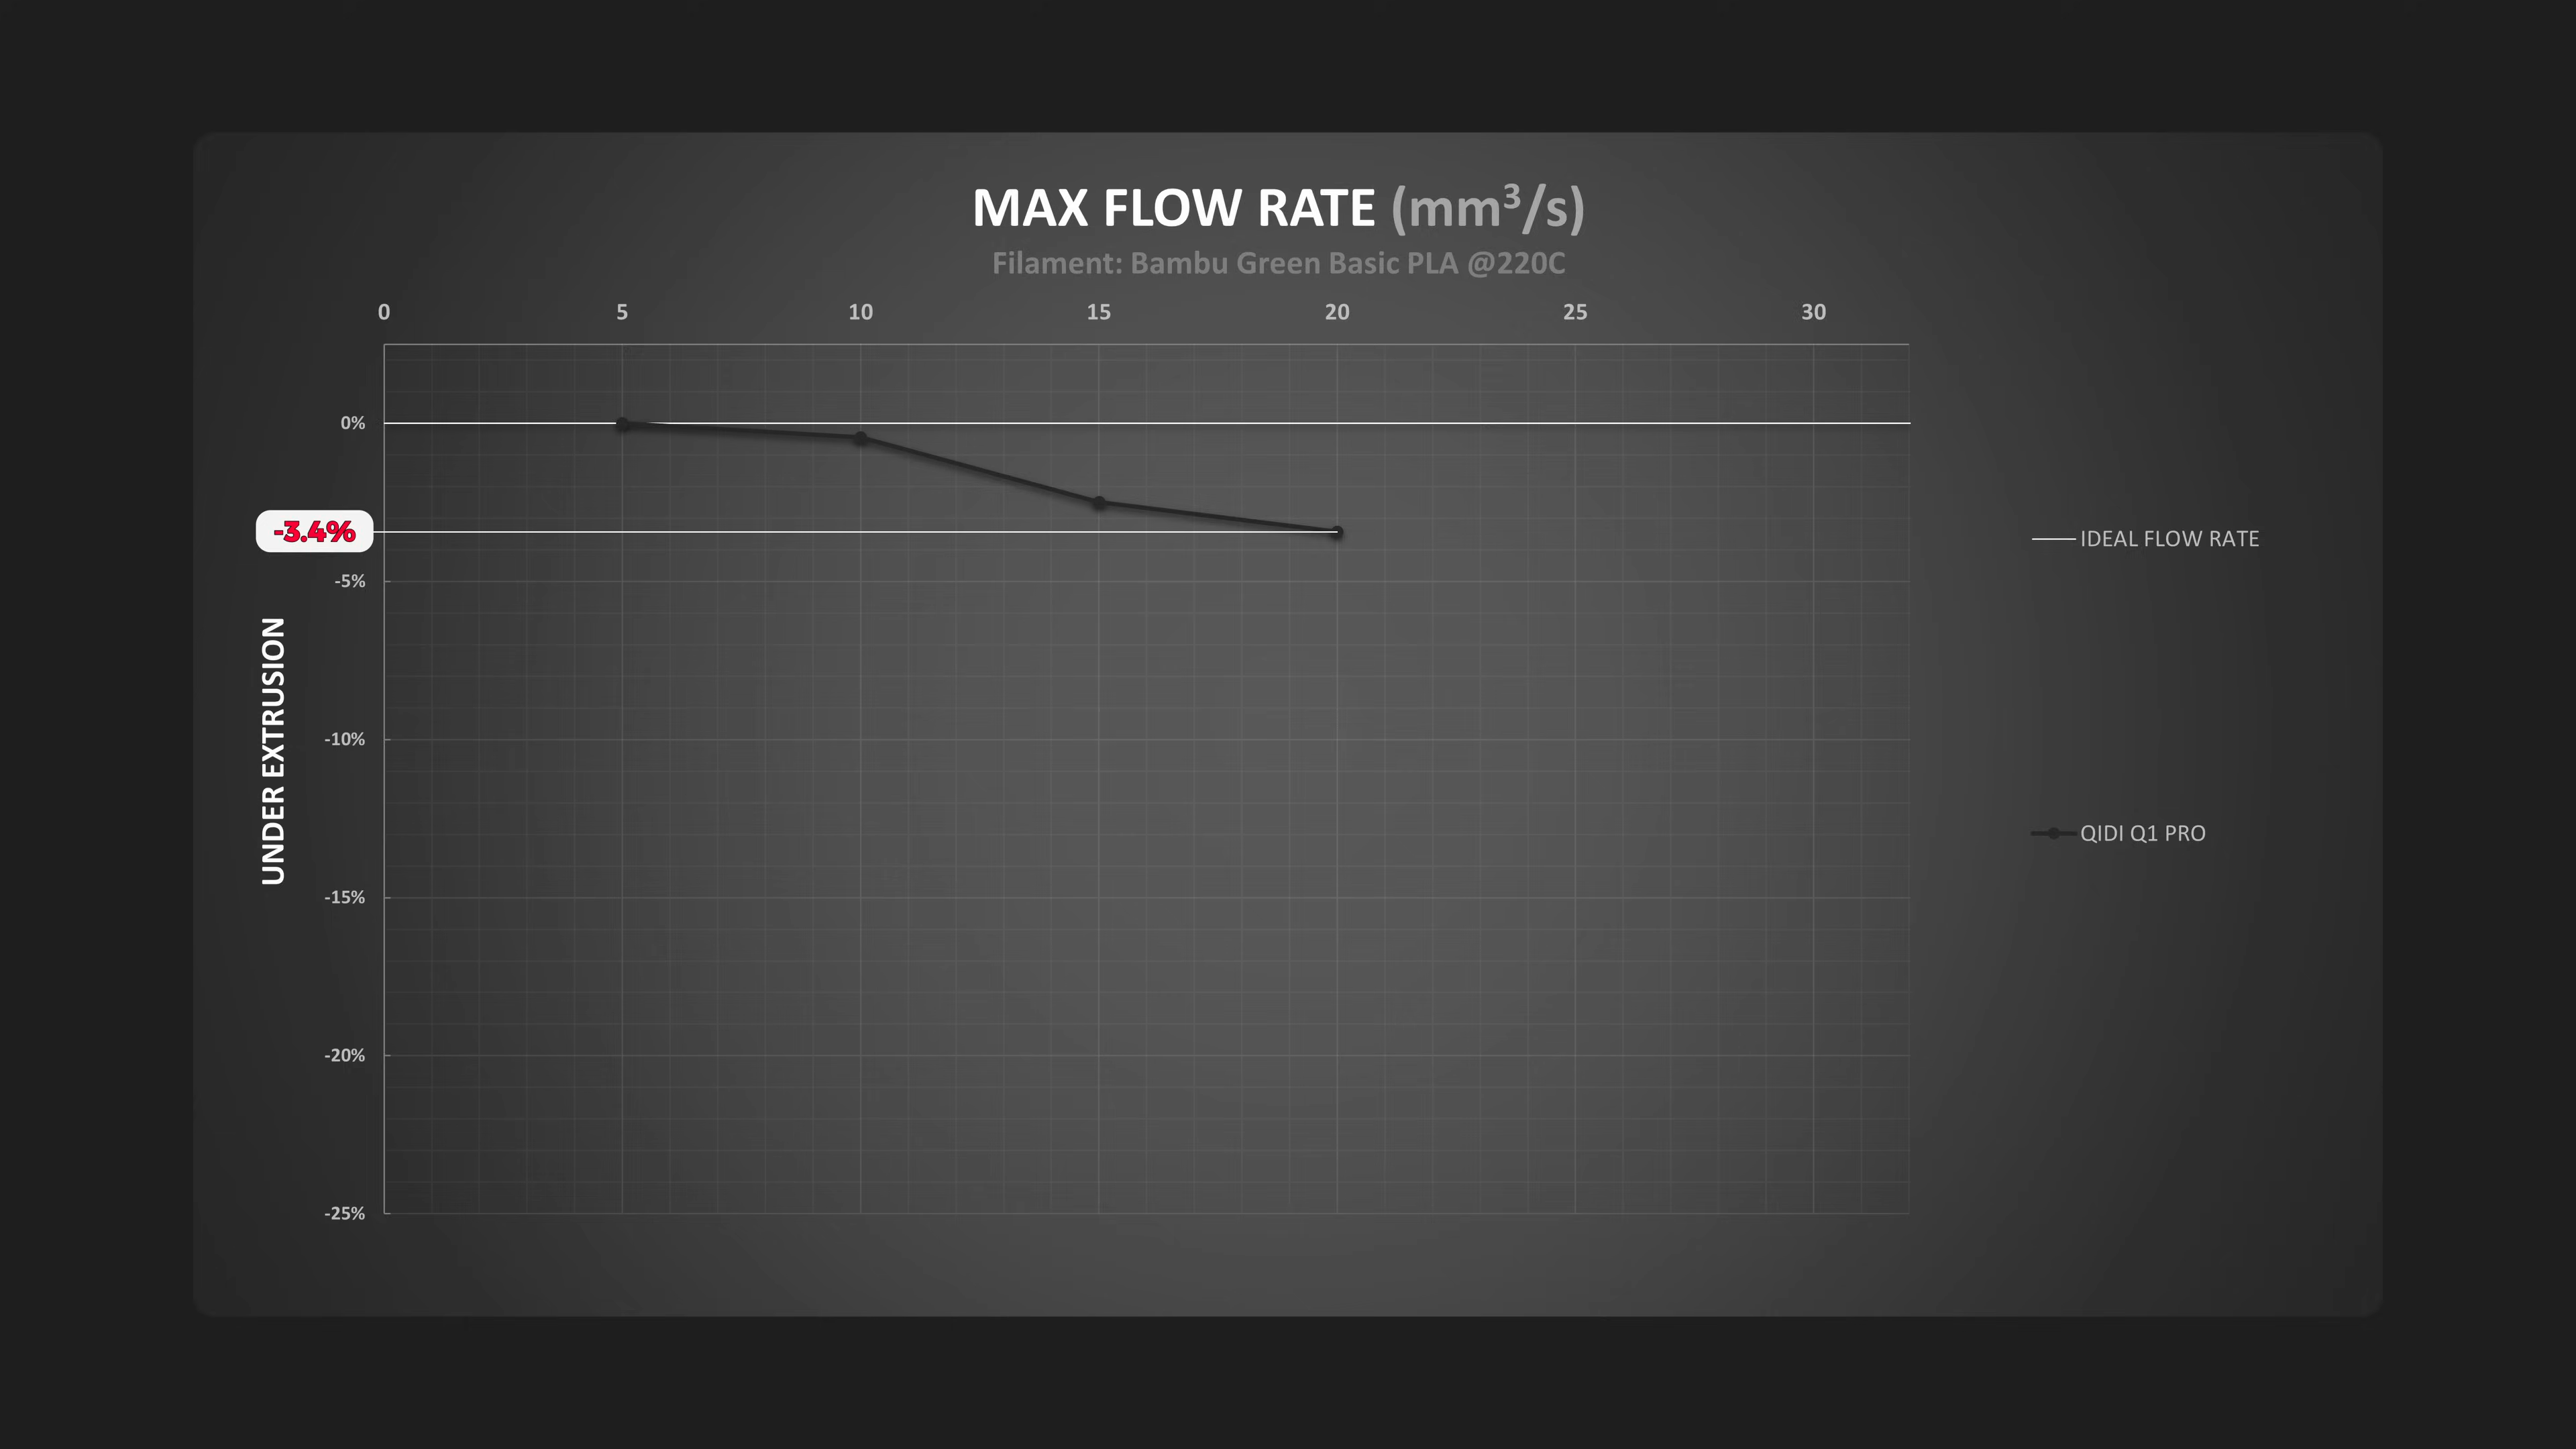 MAX FLOW RATE (mm³/s)
Filament: Bambu Green Basic PLA @220C
0 5 10 15 20 25 30
0%
-3.4%
-5%
-10%
-15%
-20%
-25%
UNDER EXTRUSION
IDEAL FLOW RATE
QIDI Q1 PRO